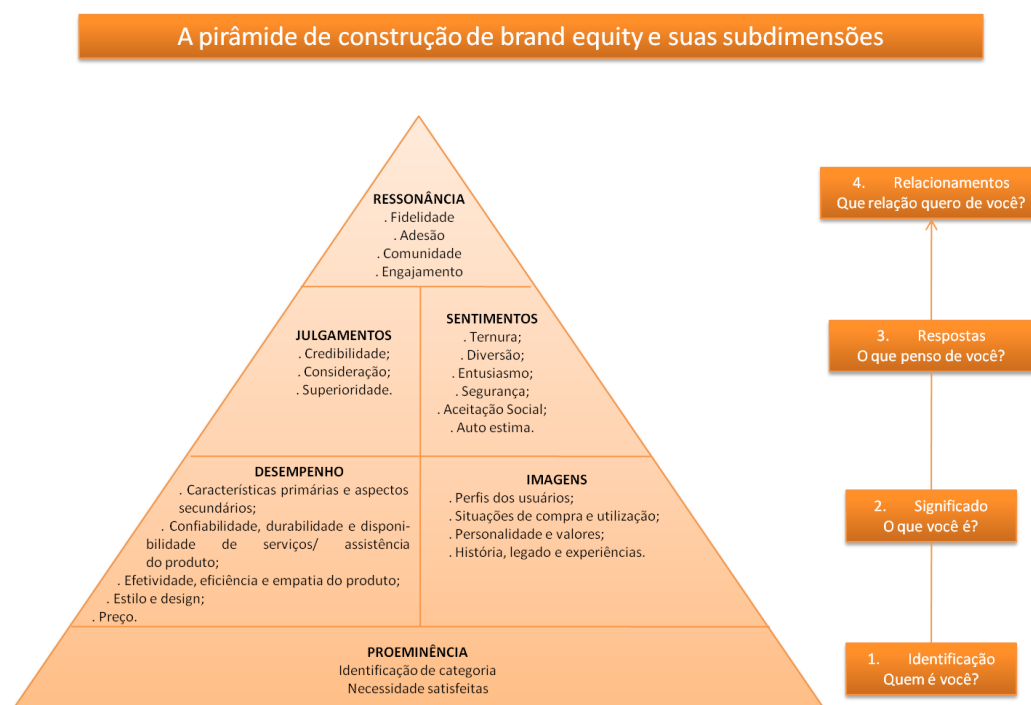 A pirâmide de construção de brand equity e suas subdimensões
RESSONÂNCIA
. Fidelidade
. Adesão
. Comunidade
. Engajamento
JULGAMENTOS
. Credibilidade;
. Consideração;
. Superioridade.
SENTIMENTOS
. Ternura;
. Diversão;
. Entusiasmo;
. Segurança;
. Aceitação Social;
. Auto estima.
DESEMPENHO
. Características primárias e aspectos
secundários;
. Confiabilidade, durabilidade e disponi-
bilidade de serviços/ assistência
do produto;
. Efetividade, eficiência e empatia do produto;
. Estilo e design;
. Preço.
IMAGENS
. Perfis dos usuários;
. Situações de compra e utilização;
. Personalidade e valores;
. História, legado e experiências.
PROEMINÊNCIA
Identificação de categoria
Necessidade satisfeitas
4. Relacionamentos
Que relação quero de você?
3. Respostas
O que penso de você?
2. Significado
O que você é?
1. Identificação
Quem é você?